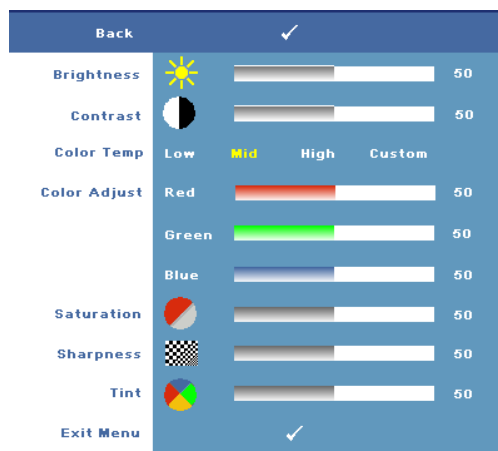 Back
Brightness 50
Contrast 50
Color Temp Low Mid High Custom
Color Adjust Red 50
Green 50
Blue 50
Saturation 50
Sharpness 50
Tint 50
Exit Menu